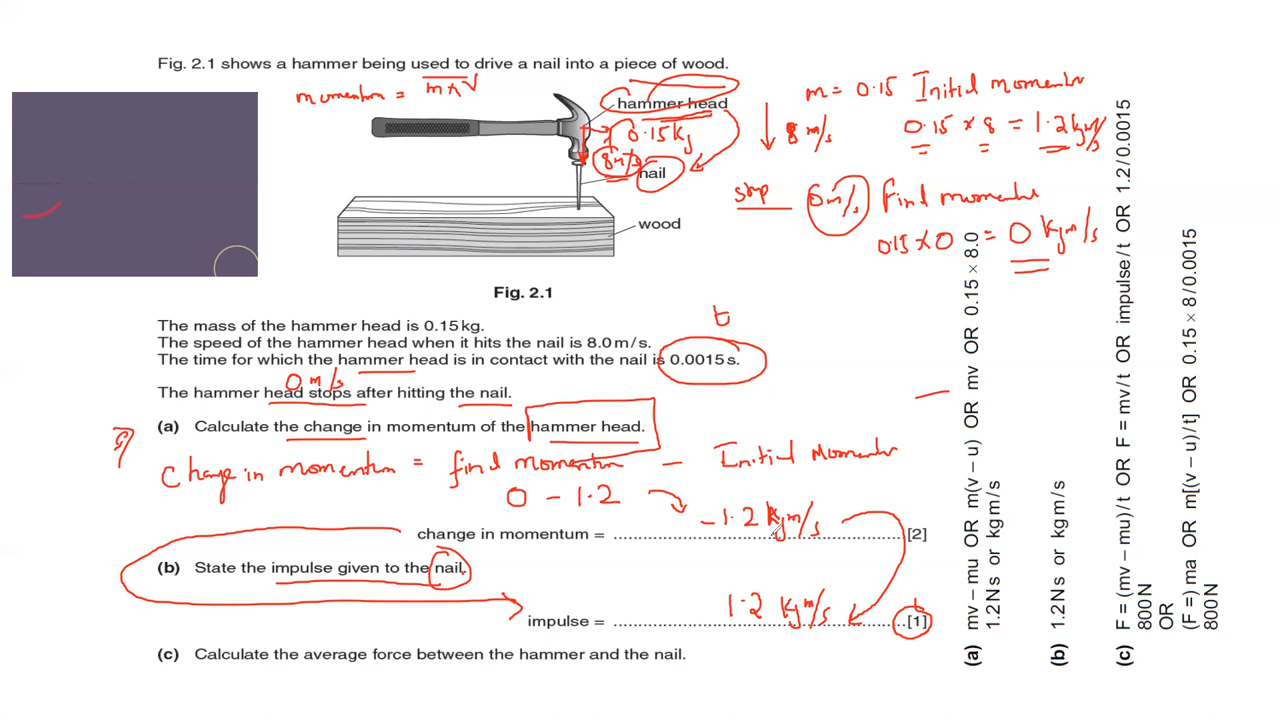 Fig. 2.1 shows a hammer being used to drive a nail into a piece of wood.
momentum = m × v
hammer head
0.15 kg
8 m/s
nail
wood
m = 0.15 Initial momentum
8 m/s
0.15 × 8 = 1.2 kgm/s
stop
0 m/s
0.15 × 0 = 0 kgm/s
Fig. 2.1
The mass of the hammer head is 0.15 kg.
The speed of the hammer head when it hits the nail is 8.0 m/s.
t
The time for which the hammer head is in contact with the nail is 0.0015 s.
0 m/s
The hammer head stops after hitting the nail.
(a) Calculate the change in momentum of the hammer head.
Change in momentum = final momentum – Initial Momentum
0 – 1.2
– 1.2 kgm/s
change in momentum = .......................................................... [2]
(b) State the impulse given to the nail.
1.2 kgm/s
impulse = .......................................................... [1]
(c) Calculate the average force between the hammer and the nail.
(a) mv – mu OR m(v – u) OR mv OR 0.15 × 8.0
1.2 N s or kg m/s
(b) 1.2 N s or kg m/s
(c) F = (mv – mu)/t OR F = mv/t OR impulse/t OR 1.2/0.0015
800 N
OR
(F =) ma OR m[(v – u)/t] OR 0.15 × 8/0.0015
800 N